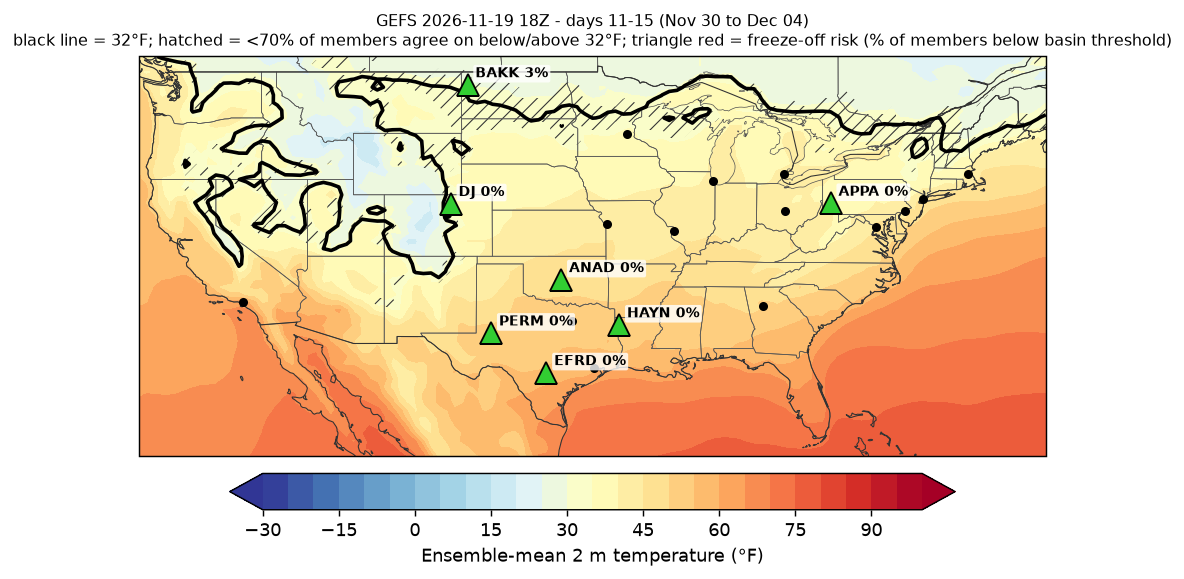 GEFS 2026-11-19 18Z - days 11-15 (Nov 30 to Dec 04)
black line = 32°F; hatched = <70% of members agree on below/above 32°F; triangle red = freeze-off risk (% of members below basin threshold)
BAKK 3%
DJ 0%
APPA 0%
ANAD 0%
HAYN 0%
PERM 0%
EFRD 0%
−30 −15 0 15 30 45 60 75 90
Ensemble-mean 2 m temperature (°F)